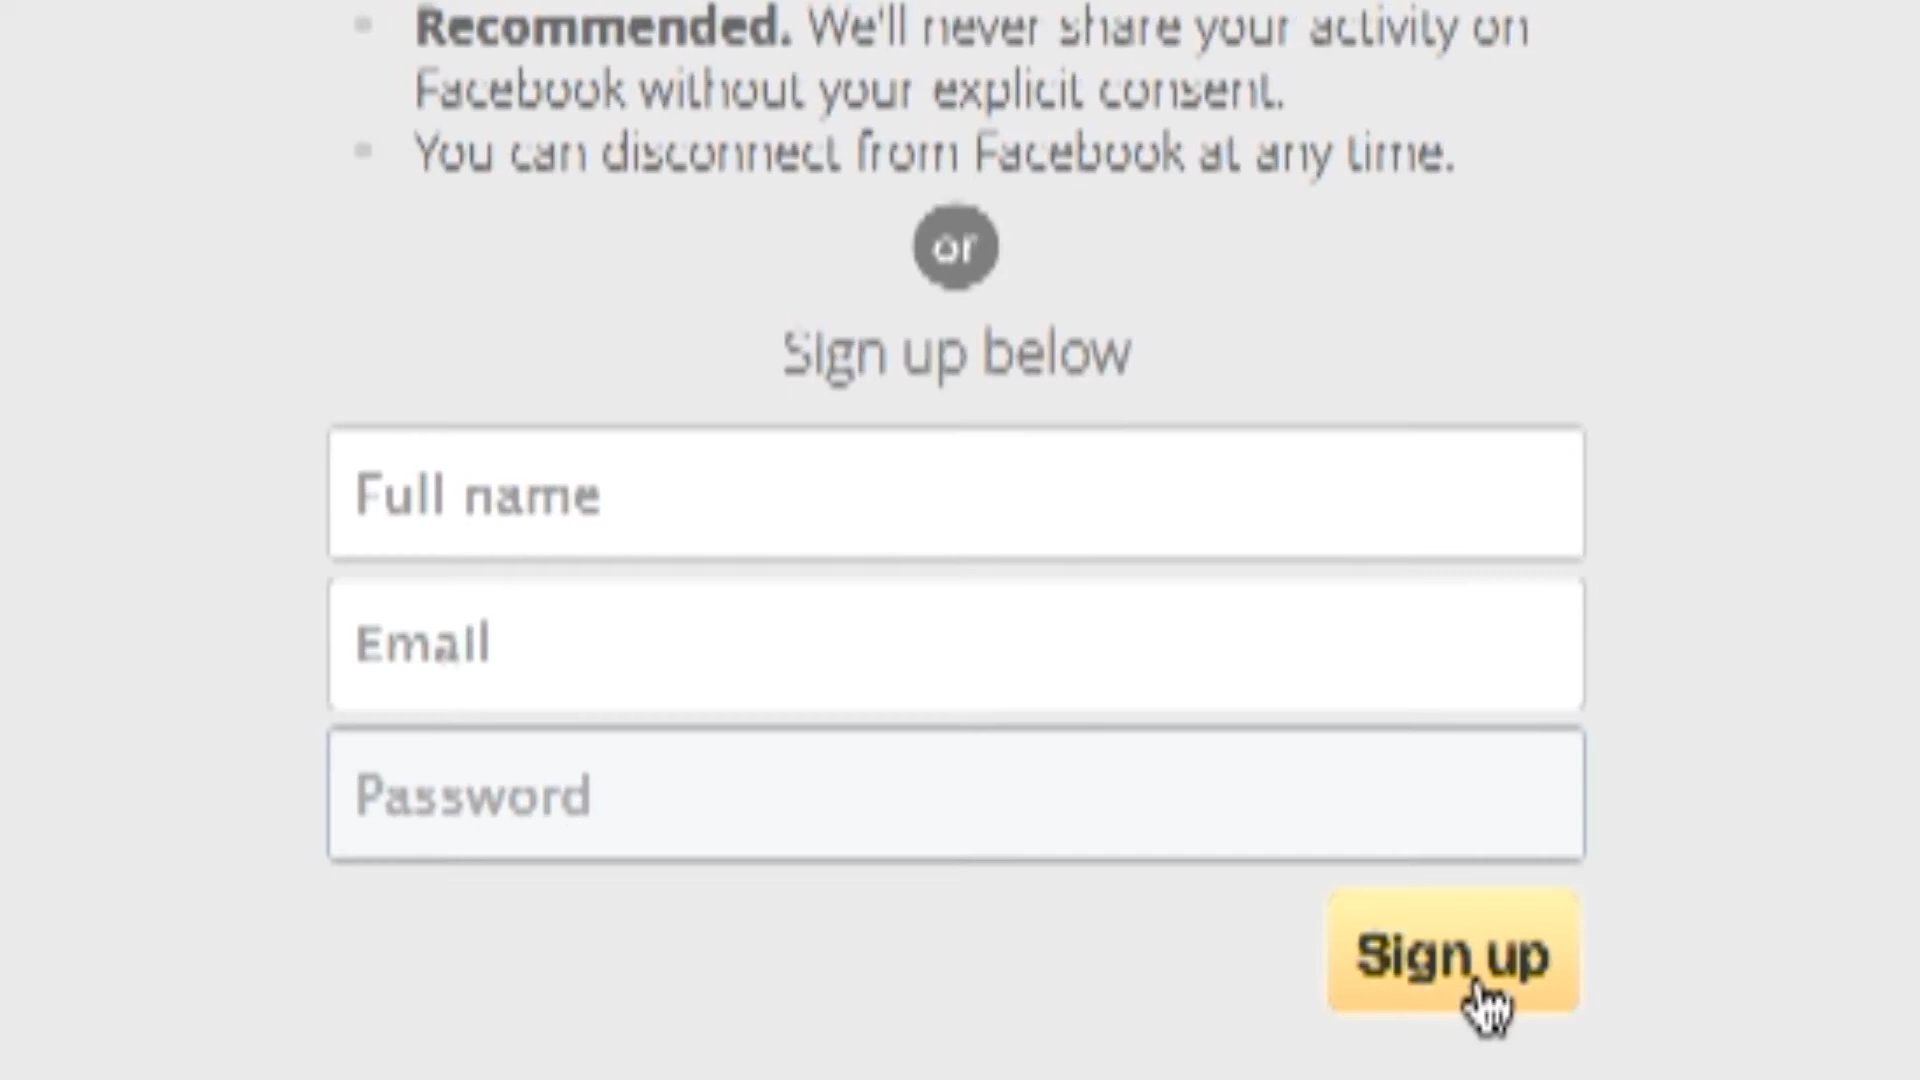 Recommended. We'll never share your activity on
Facebook without your explicit consent.
You can disconnect from Facebook at any time.
or
Sign up below
Full name
Email
Password
Sign up